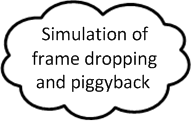 Simulation of
frame dropping
and piggyback